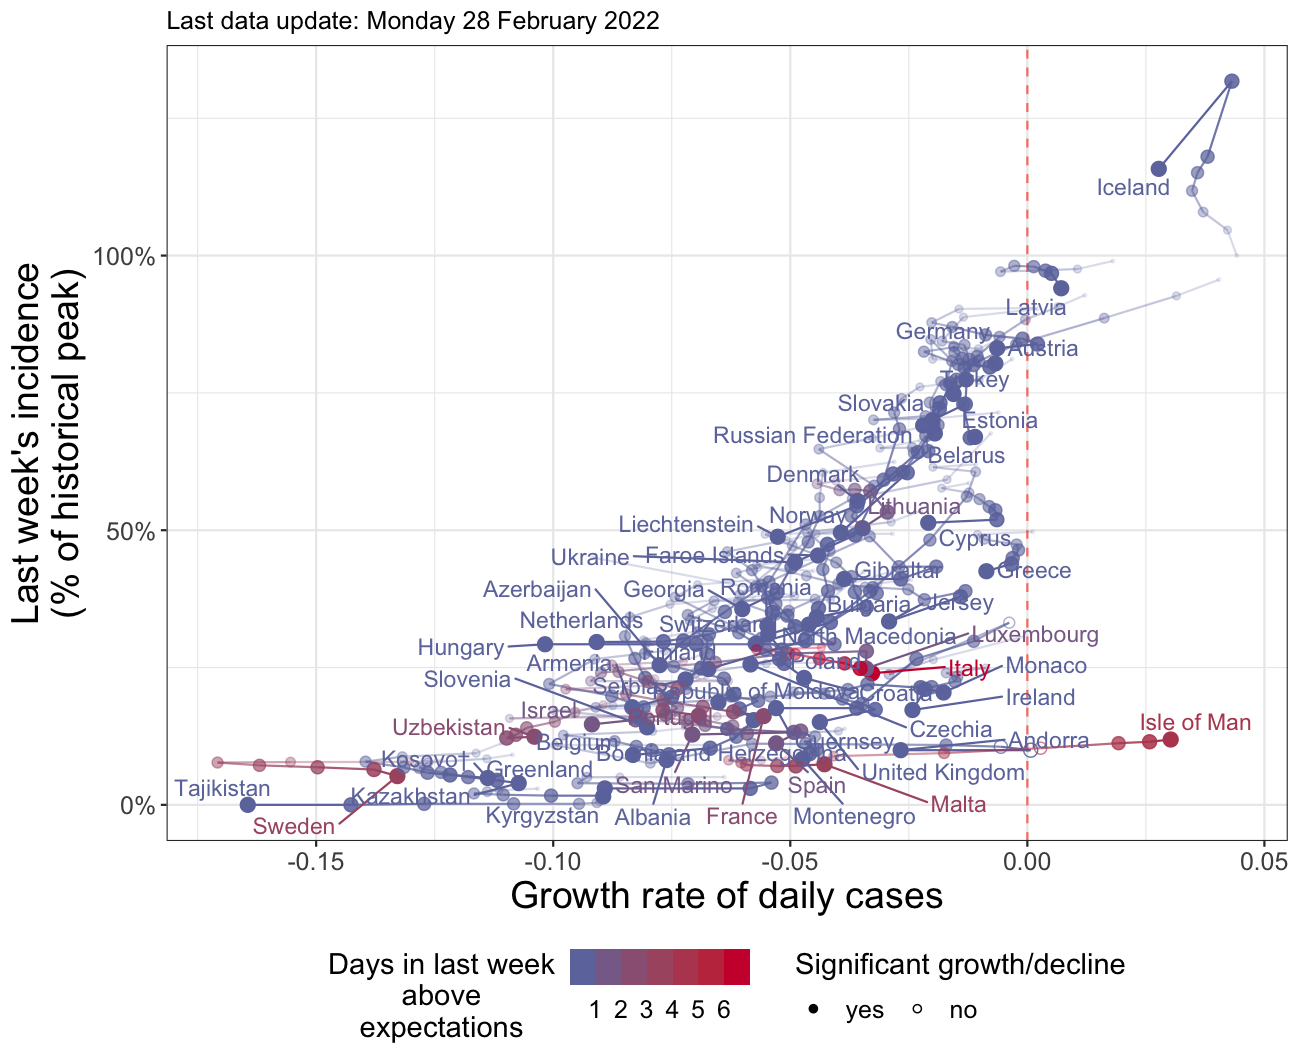 Last data update: Monday 28 February 2022
Last week's incidence
(% of historical peak)
100%
50%
0%
Iceland
Latvia
Germany
Austria
Turkey
Slovakia
Estonia
Russian Federation
Belarus
Denmark
Lithuania
Norway
Liechtenstein
Cyprus
Ukraine
Faroe Islands
Gibraltar
Greece
Azerbaijan
Georgia
Romania
Bulgaria
Jersey
Netherlands
Switzerland
North Macedonia
Luxembourg
Hungary
Finland
Armenia
Poland
Italy
Monaco
Slovenia
Serbia
Republic of Moldova
Croatia
Ireland
Israel
Portugal
Isle of Man
Uzbekistan
Czechia
Belgium
Guernsey
Andorra
Bosnia and Herzegovina
Kosovo
Greenland
United Kingdom
Tajikistan
San Marino
Spain
Kazakhstan
Malta
Kyrgyzstan
Albania
France
Montenegro
Sweden
-0.15
-0.10
-0.05
0.00
0.05
Growth rate of daily cases
Days in last week
above
expectations
1 2 3 4 5 6
Significant growth/decline
yes
no